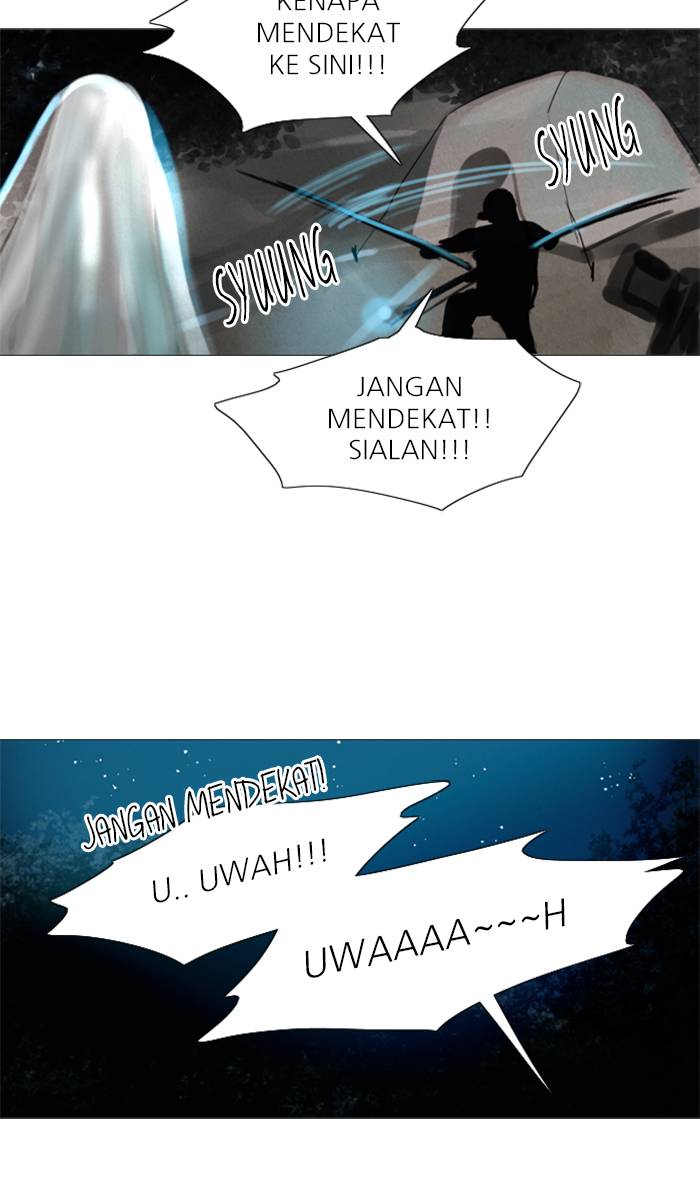 KENAPA
MENDEKAT
KE SINI!!!
SYUNG
SYUUNG
JANGAN
MENDEKAT!!
SIALAN!!!
JANGAN MENDEKAT!
U.. UWAH!!!
UWAAAA~~~H